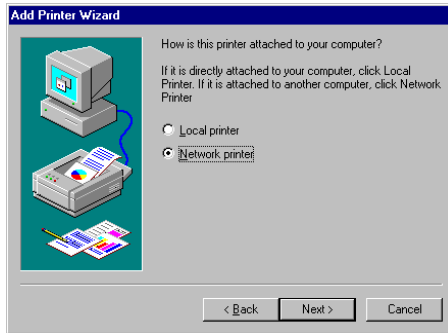 Add Printer Wizard
How is this printer attached to your computer?
If it is directly attached to your computer, click Local
Printer. If it is attached to another computer, click Network
Printer
Local printer
Network printer
< Back
Next >
Cancel